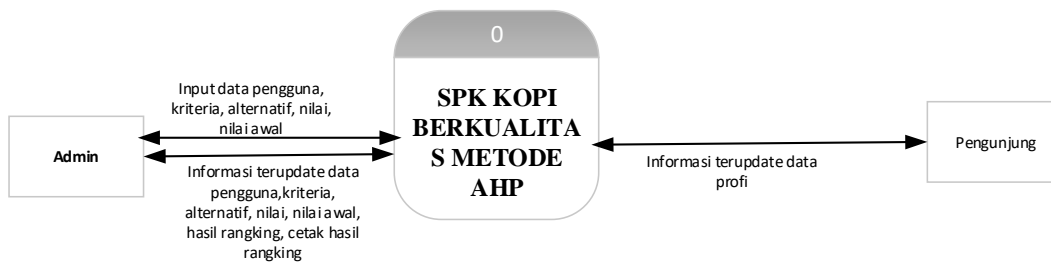 0
SPK KOPI
BERKUALITA
S METODE
AHP
Input data pengguna,
kriteria, alternatif, nilai,
nilai awal
Admin
Informasi terupdate data
pengguna,kriteria,
alternatif, nilai, nilai awal,
hasil rangking, cetak hasil
rangking
Informasi terupdate data
profi
Pengunjung